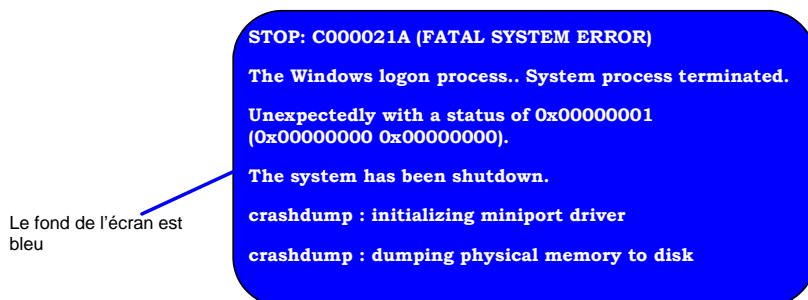 STOP: C000021A (FATAL SYSTEM ERROR)
The Windows logon process.. System process terminated.
Unexpectedly with a status of 0x00000001
(0x00000000 0x00000000).
The system has been shutdown.
crashdump : initializing miniport driver
crashdump : dumping physical memory to disk
Le fond de l'écran est
bleu